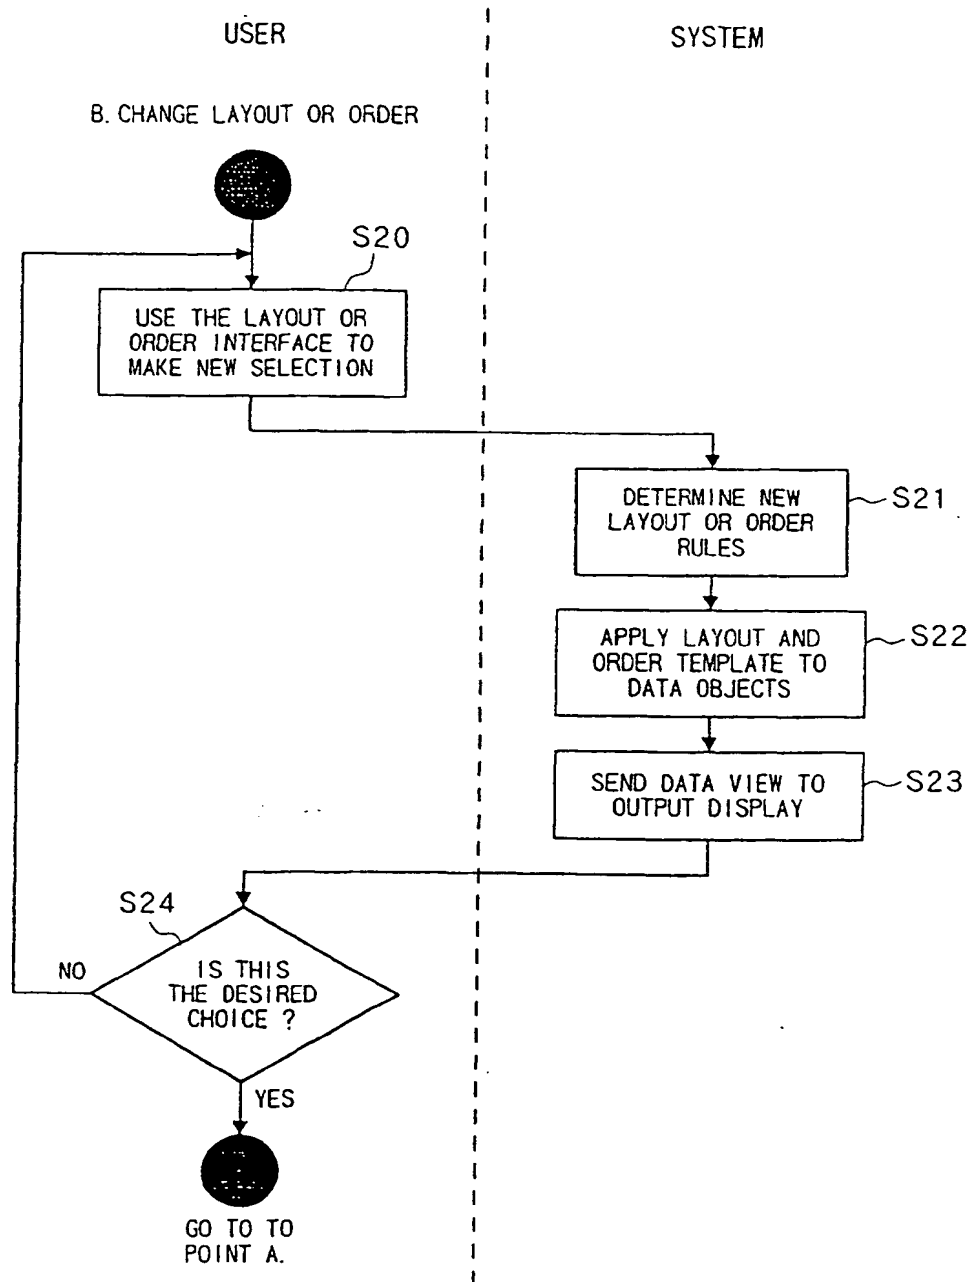 USER
SYSTEM
B. CHANGE LAYOUT OR ORDER
S20
USE THE LAYOUT OR
ORDER INTERFACE TO
MAKE NEW SELECTION
DETERMINE NEW
LAYOUT OR ORDER
RULES
S21
APPLY LAYOUT AND
ORDER TEMPLATE TO
DATA OBJECTS
S22
SEND DATA VIEW TO
OUTPUT DISPLAY
S23
S24
NO
IS THIS
THE DESIRED
CHOICE ?
YES
GO TO TO
POINT A.